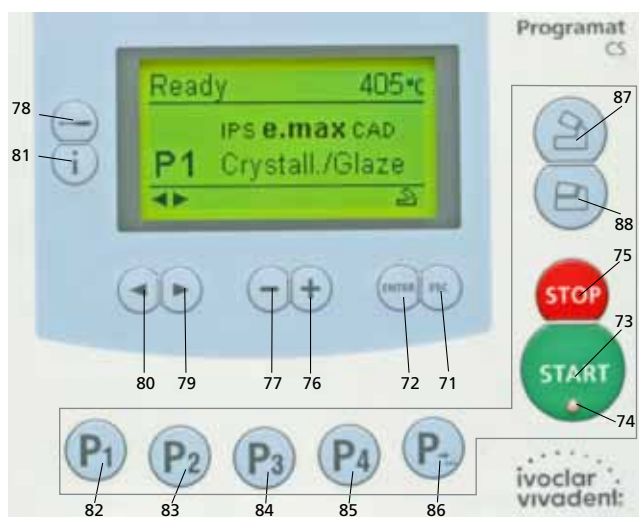 Programat
CS
Ready 405°C
IPS e.max CAD
P1 Crystall./Glaze
78
81
i
87
88
75
STOP
73
START
74
ENTER ESC
80 79 77 76 72 71
P1 P2 P3 P4 P...
82 83 84 85 86
ivoclar
vivadent: